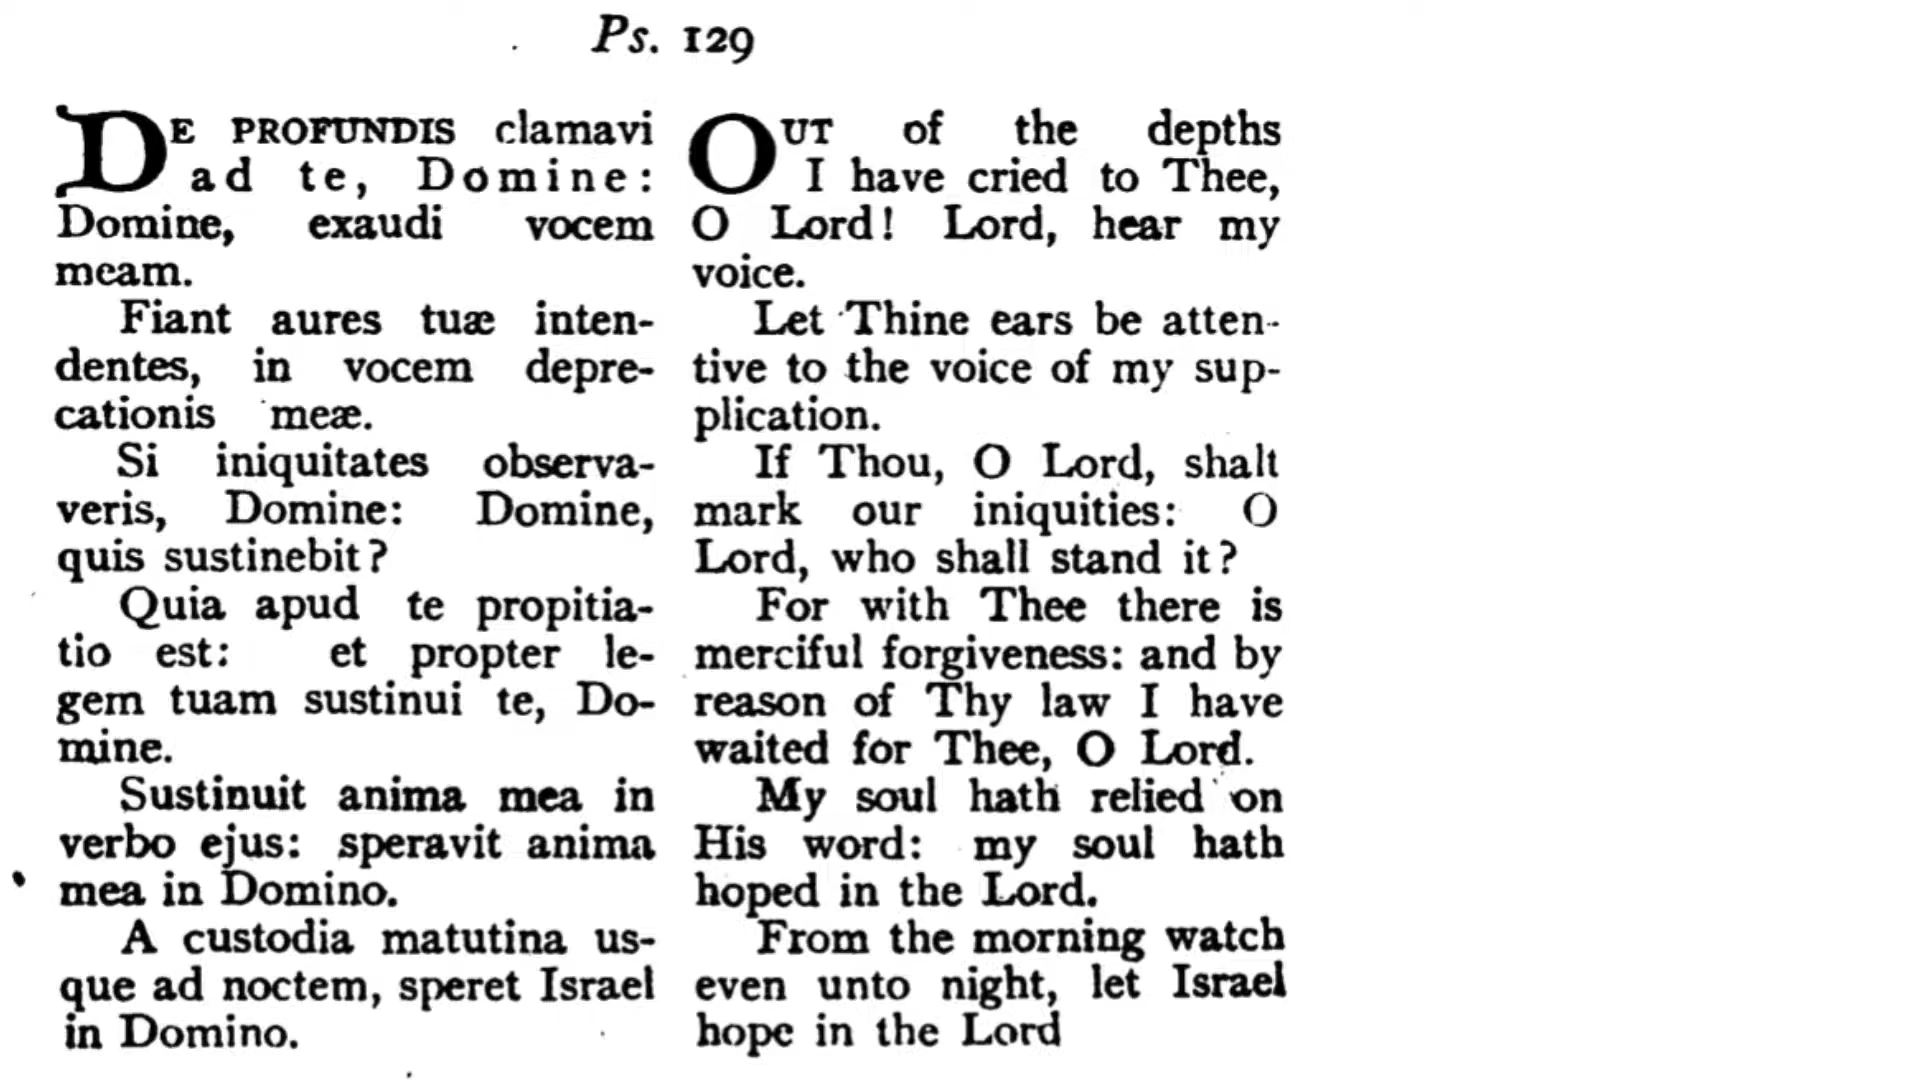 Ps. 129
DE PROFUNDIS clamavi
ad te, Domine:
Domine, exaudi vocem
meam.
Fiant aures tuæ inten-
dentes, in vocem depre-
cationis meæ.
Si iniquitates observa-
veris, Domine: Domine,
quis sustinebit?
Quia apud te propitia-
tio est: et propter le-
gem tuam sustinui te, Do-
mine.
Sustinuit anima mea in
verbo ejus: speravit anima
mea in Domino.
A custodia matutina us-
que ad noctem, speret Israel
in Domino.
OUT of the depths
I have cried to Thee,
O Lord! Lord, hear my
voice.
Let Thine ears be atten-
tive to the voice of my sup-
plication.
If Thou, O Lord, shalt
mark our iniquities: O
Lord, who shall stand it?
For with Thee there is
merciful forgiveness: and by
reason of Thy law I have
waited for Thee, O Lord.
My soul hath relied on
His word: my soul hath
hoped in the Lord.
From the morning watch
even unto night, let Israel
hope in the Lord